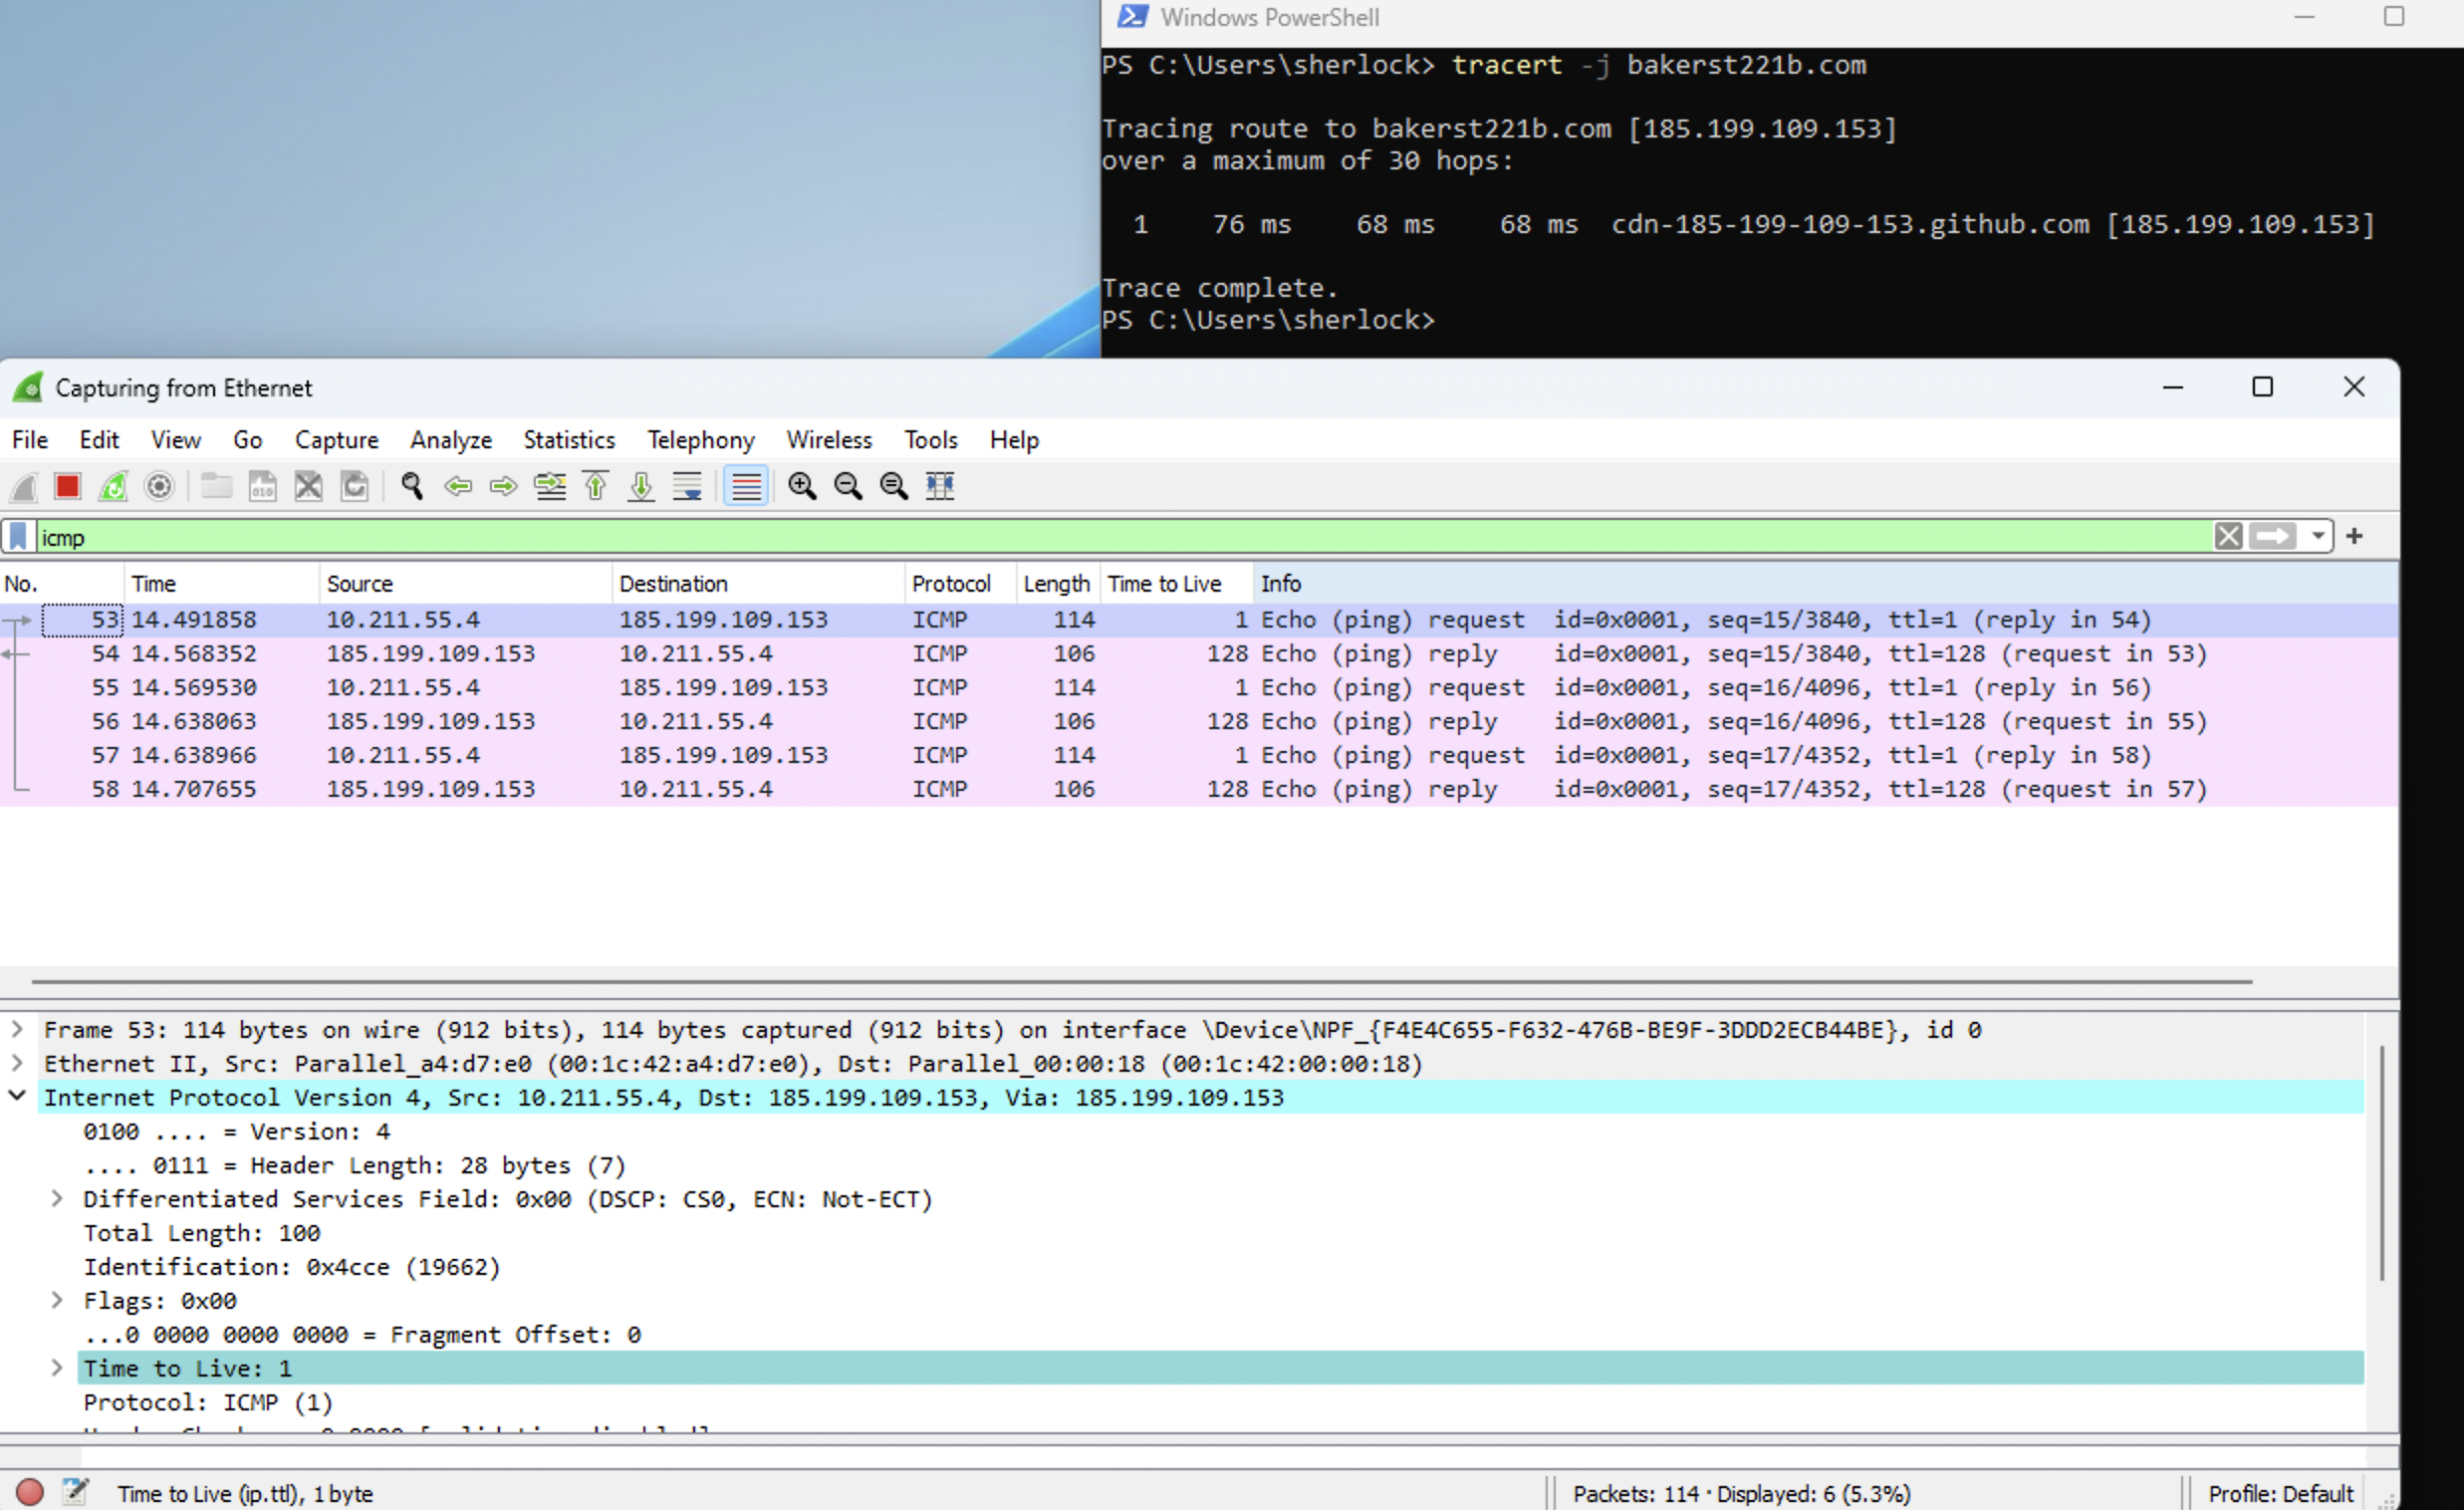 Windows PowerShell
PS C:\Users\sherlock> tracert -j bakerst221b.com
Tracing route to bakerst221b.com [185.199.109.153]
over a maximum of 30 hops:
1 76 ms 68 ms 68 ms cdn-185-199-109-153.github.com [185.199.109.153]
Trace complete.
PS C:\Users\sherlock>
Capturing from Ethernet
File Edit View Go Capture Analyze Statistics Telephony Wireless Tools Help
icmp
No. Time Source Destination Protocol Length Time to Live Info
53 14.491858 10.211.55.4 185.199.109.153 ICMP 114 1 Echo (ping) request id=0x0001, seq=15/3840, ttl=1 (reply in 54)
54 14.568352 185.199.109.153 10.211.55.4 ICMP 106 128 Echo (ping) reply id=0x0001, seq=15/3840, ttl=128 (request in 53)
55 14.569530 10.211.55.4 185.199.109.153 ICMP 114 1 Echo (ping) request id=0x0001, seq=16/4096, ttl=1 (reply in 56)
56 14.638063 185.199.109.153 10.211.55.4 ICMP 106 128 Echo (ping) reply id=0x0001, seq=16/4096, ttl=128 (request in 55)
57 14.638966 10.211.55.4 185.199.109.153 ICMP 114 1 Echo (ping) request id=0x0001, seq=17/4352, ttl=1 (reply in 58)
58 14.707655 185.199.109.153 10.211.55.4 ICMP 106 128 Echo (ping) reply id=0x0001, seq=17/4352, ttl=128 (request in 57)
Frame 53: 114 bytes on wire (912 bits), 114 bytes captured (912 bits) on interface \Device\NPF_{F4E4C655-F632-476B-BE9F-3DDD2ECB44BE}, id 0
Ethernet II, Src: Parallel_a4:d7:e0 (00:1c:42:a4:d7:e0), Dst: Parallel_00:00:18 (00:1c:42:00:00:18)
Internet Protocol Version 4, Src: 10.211.55.4, Dst: 185.199.109.153, Via: 185.199.109.153
0100 .... = Version: 4
.... 0111 = Header Length: 28 bytes (7)
Differentiated Services Field: 0x00 (DSCP: CS0, ECN: Not-ECT)
Total Length: 100
Identification: 0x4cce (19662)
Flags: 0x00
...0 0000 0000 0000 = Fragment Offset: 0
Time to Live: 1
Protocol: ICMP (1)
Time to Live (ip.ttl), 1 byte
Packets: 114 · Displayed: 6 (5.3%)
Profile: Default